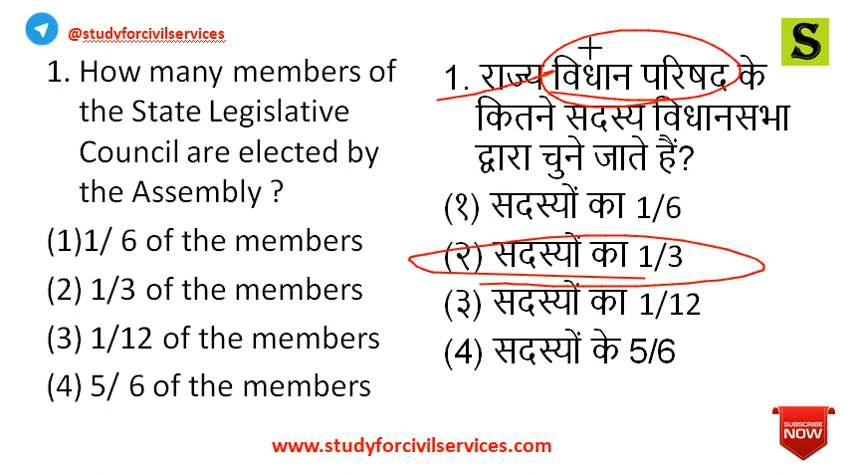 @studyforcivilservices
S
1. How many members of
the State Legislative
Council are elected by
the Assembly ?
(1)1/ 6 of the members
(2) 1/3 of the members
(3) 1/12 of the members
(4) 5/ 6 of the members
1. राज्य विधान परिषद के
कितने सदस्य विधानसभा
द्वारा चुने जाते हैं?
(१) सदस्यों का 1/6
(२) सदस्यों का 1/3
(३) सदस्यों का 1/12
(4) सदस्यों के 5/6
SUBSCRIBE
NOW
www.studyforcivilservices.com